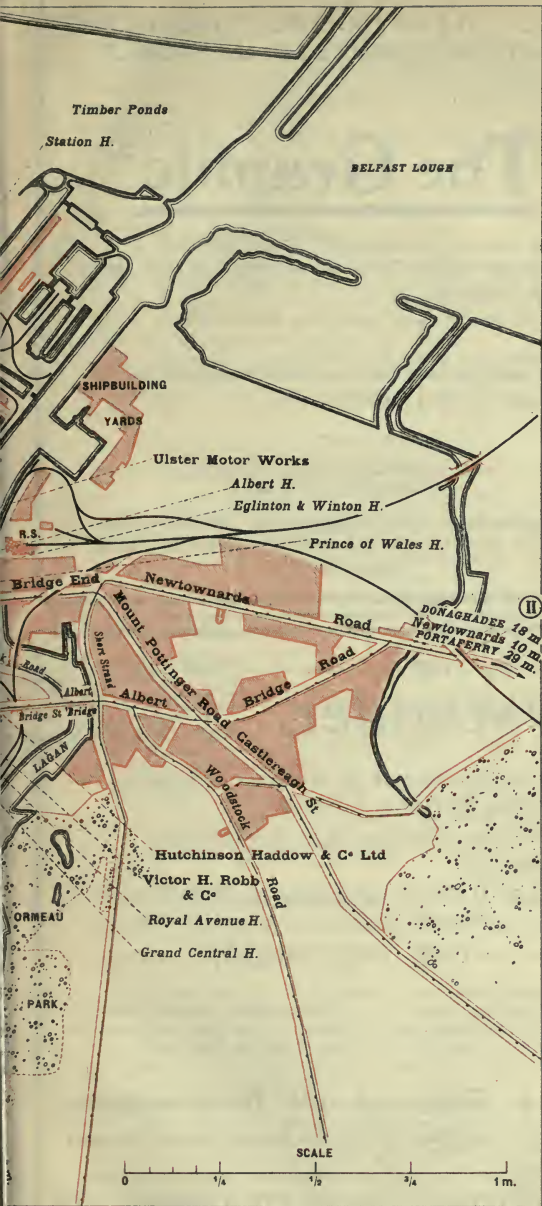 Timber Ponds
Station H.
BELFAST LOUGH
SHIPBUILDING
YARDS
Ulster Motor Works
Albert H.
Eglinton & Winton H.
R.S.
Prince of Wales H.
Bridge End
Newtownards
Road
II
DONAGHADEE 18 m.
Newtownards 10 m.
PORTAFERRY 29 m.
Mount Pottinger Road
Short Strand
Road
Albert
Bridge
Road
Albert
Bridge St
Bridge
Castlereagh St
LAGAN
Woodstock
Road
Hutchinson Haddow & Co Ltd
Victor H. Robb
& Co
Royal Avenue H.
ORMEAU
Grand Central H.
PARK
SCALE
0 1/4 1/2 3/4 1 m.